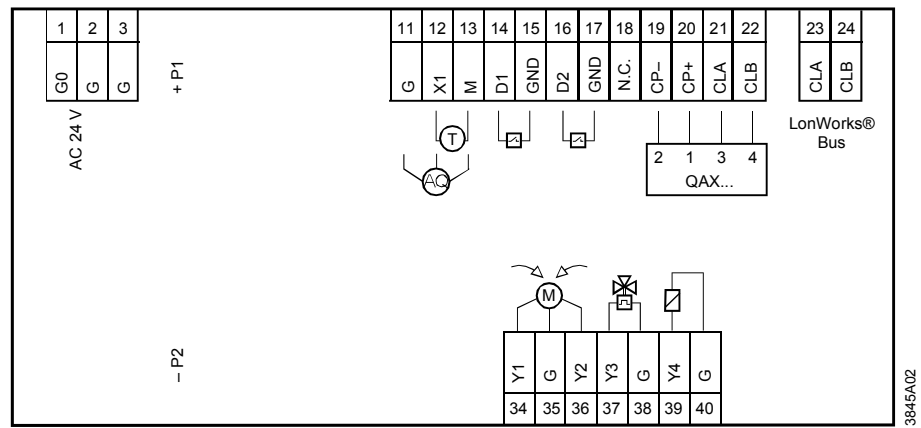 1 2 3 11 12 13 14 15 16 17 18 19 20 21 22 23 24
G0 G G G X1 M D1 GND D2 GND N.C. CP– CP+ CLA CLB CLA CLB
AC 24 V
+ P1
T
AQ
LonWorks®
Bus
2 1 3 4
QAX...
M
– P2
Y1 G Y2 Y3 G Y4 G
34 35 36 37 38 39 40
3845A02